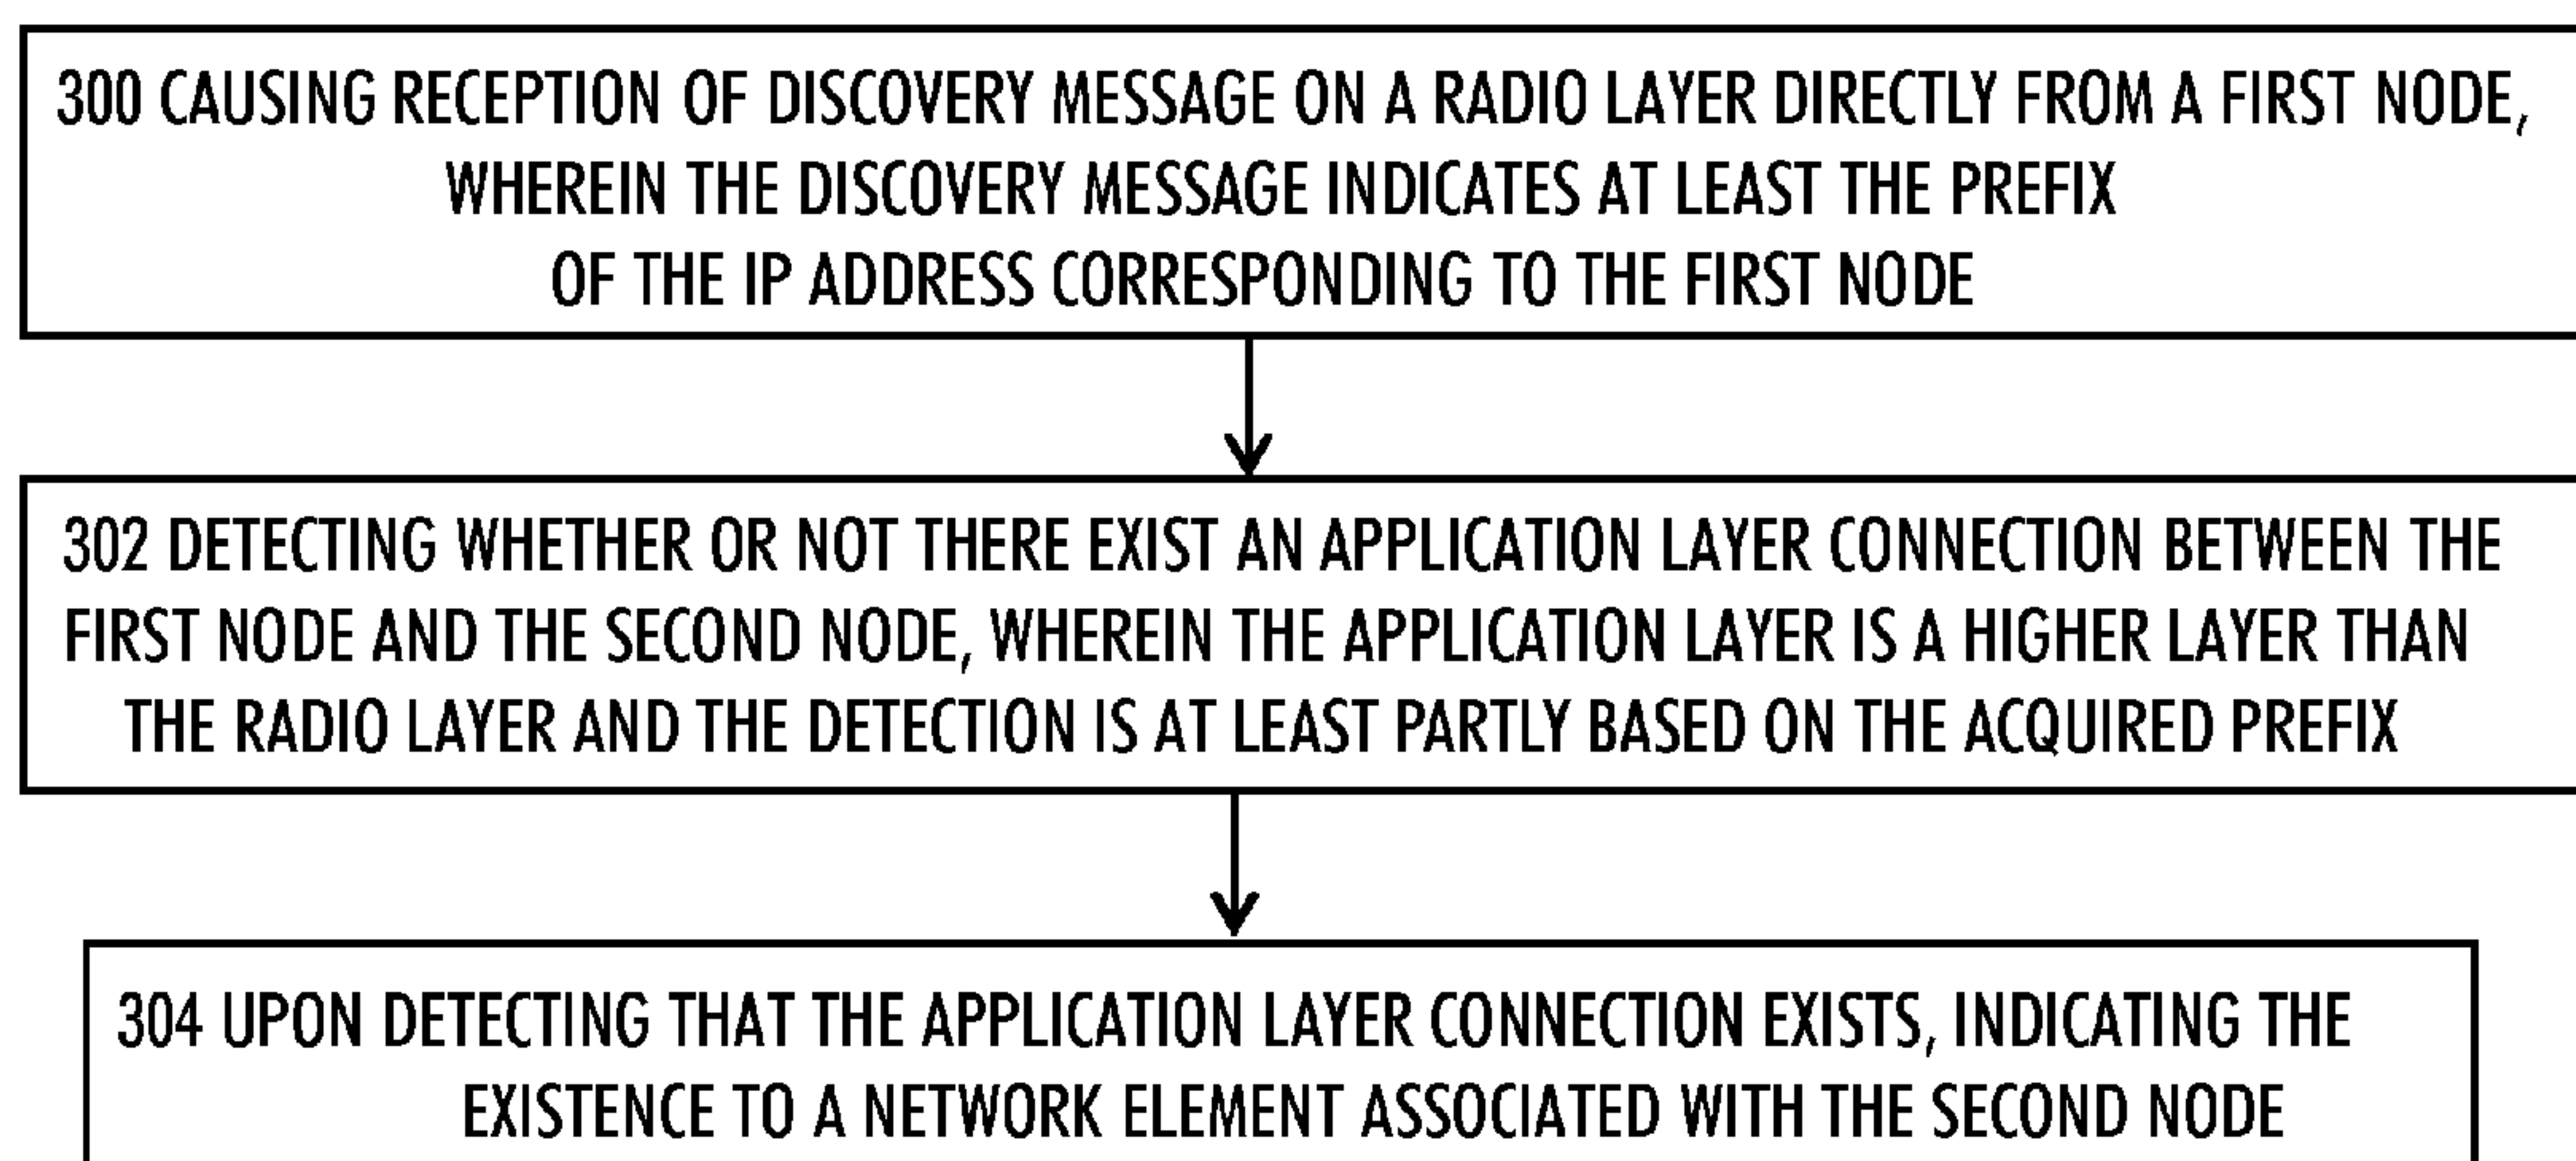 300 CAUSING RECEPTION OF DISCOVERY MESSAGE ON A RADIO LAYER DIRECTLY FROM A FIRST NODE,
WHEREIN THE DISCOVERY MESSAGE INDICATES AT LEAST THE PREFIX
OF THE IP ADDRESS CORRESPONDING TO THE FIRST NODE
302 DETECTING WHETHER OR NOT THERE EXIST AN APPLICATION LAYER CONNECTION BETWEEN THE
FIRST NODE AND THE SECOND NODE, WHEREIN THE APPLICATION LAYER IS A HIGHER LAYER THAN
THE RADIO LAYER AND THE DETECTION IS AT LEAST PARTLY BASED ON THE ACQUIRED PREFIX
304 UPON DETECTING THAT THE APPLICATION LAYER CONNECTION EXISTS, INDICATING THE
EXISTENCE TO A NETWORK ELEMENT ASSOCIATED WITH THE SECOND NODE